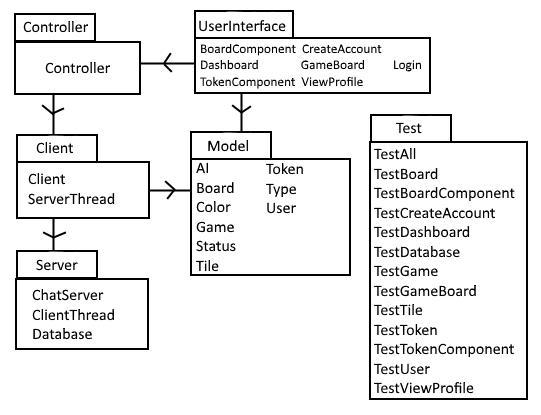 Controller
Controller
UserInterface
BoardComponent CreateAccount
Dashboard GameBoard Login
TokenComponent ViewProfile
Client
Client
ServerThread
Model
AI Token
Board Type
Color User
Game
Status
Tile
Server
ChatServer
ClientThread
Database
Test
TestAll
TestBoard
TestBoardComponent
TestCreateAccount
TestDashboard
TestDatabase
TestGame
TestGameBoard
TestTile
TestToken
TestTokenComponent
TestUser
TestViewProfile